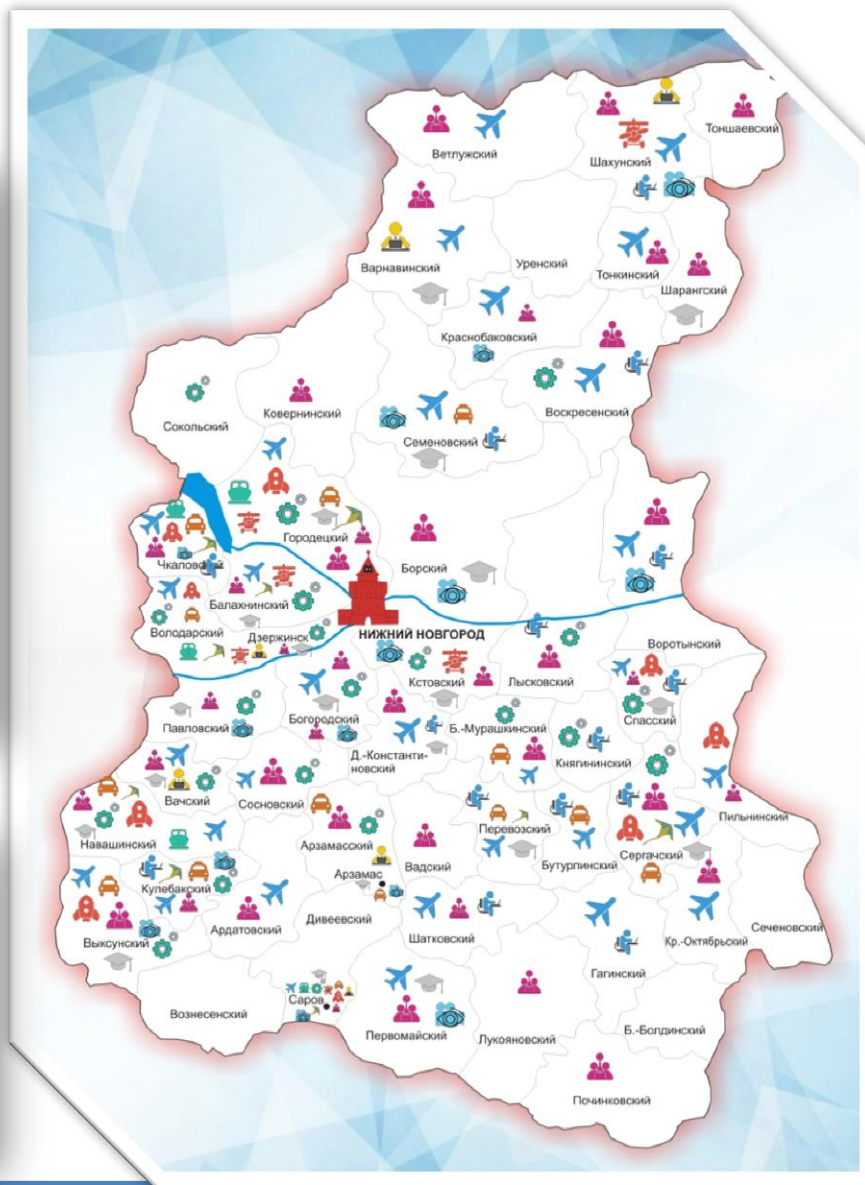 Тоншаевский
Ветлужский
Шахунский
Варнавинский
Уренский
Тонкинский
Шарангский
Краснобаковский
Воскресенский
Ковернинский
Сокольский
Семеновский
Городецкий
Чкаловс
Борский
Балахнинский
Володарский
Дзержинск
НИЖНИЙ НОВГОРОД
Воротынский
Кстовский
Лысковский
Спасский
Павловский
Богородский
Б.-Мурашкинский
Д.-Константи-
новский
Княгининский
Вачский
Сосновский
Пильнинский
Навашинский
Перевозский
Арзамасский
Сергачский
Вадский
Бутурлинский
Арзамас
Кулебакский
Ардатовский
Дивеевский
Шатковский
Сеченовский
Кр.-Октябрьский
Выксунский
Гагинский
Саров
Вознесенский
Первомайский
Лукояновский
Б.-Болдинский
Починковский